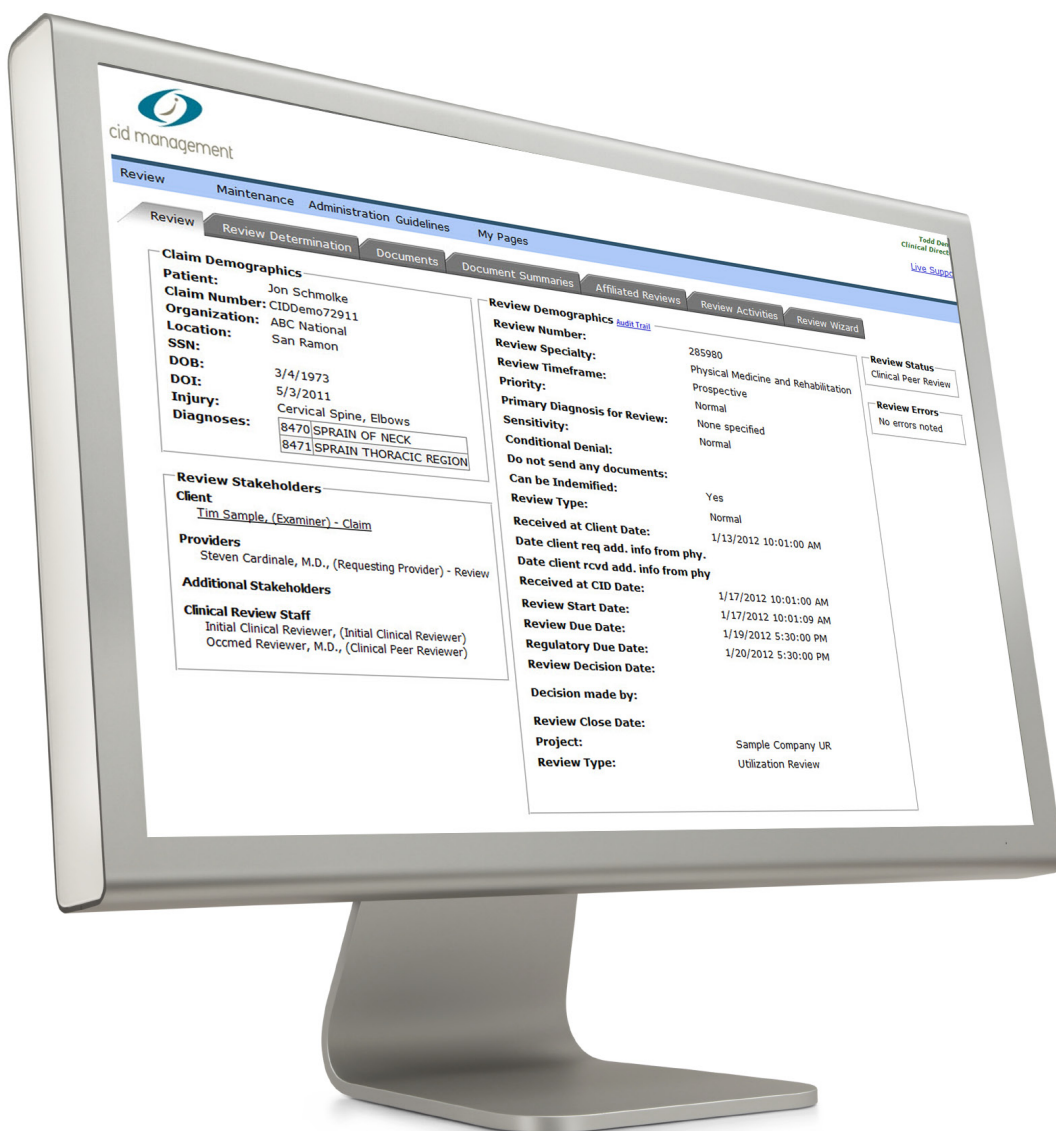 cid management
Todd Den
Clinical Direct
Live Suppo
Review Maintenance Administration Guidelines My Pages
Review Review Determination Documents Document Summaries Affiliated Reviews Review Activities Review Wizard
Claim Demographics
Patient: Jon Schmolke
Claim Number: CIDDemo72911
Organization: ABC National
Location: San Ramon
SSN:
DOB: 3/4/1973
DOI: 5/3/2011
Injury: Cervical Spine, Elbows
Diagnoses: 8470 SPRAIN OF NECK
8471 SPRAIN THORACIC REGION
Review Stakeholders
Client
Tim Sample, (Examiner) - Claim
Providers
Steven Cardinale, M.D., (Requesting Provider) - Review
Additional Stakeholders
Clinical Review Staff
Initial Clinical Reviewer, (Initial Clinical Reviewer)
Occmed Reviewer, M.D., (Clinical Peer Reviewer)
Review Demographics Audit Trail
Review Number: 285980
Review Specialty: Physical Medicine and Rehabilitation
Review Timeframe: Prospective
Priority: Normal
Primary Diagnosis for Review: None specified
Sensitivity: Normal
Conditional Denial:
Do not send any documents:
Can be Indemified: Yes
Review Type: Normal
Received at Client Date: 1/13/2012 10:01:00 AM
Date client req add. info from phy.
Date client rcvd add. info from phy
Received at CID Date: 1/17/2012 10:01:00 AM
Review Start Date: 1/17/2012 10:01:09 AM
Review Due Date: 1/19/2012 5:30:00 PM
Regulatory Due Date: 1/20/2012 5:30:00 PM
Review Decision Date:
Decision made by:
Review Close Date:
Project: Sample Company UR
Review Type: Utilization Review
Review Status
Clinical Peer Review
Review Errors
No errors noted